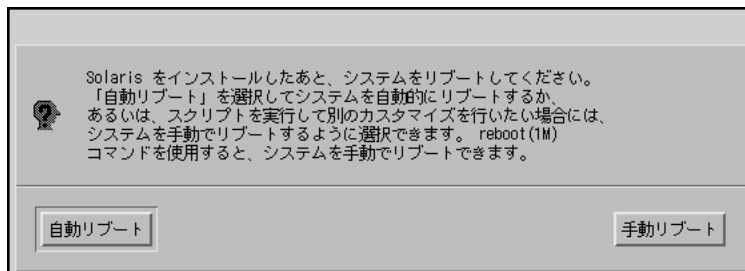 Solaris をインストールしたあと、システムをリブートしてください。
「自動リブート」を選択してシステムを自動的にリブートするか、
あるいは、スクリプトを実行して別のカスタマイズを行いたい場合には、
システムを手動でリブートするように選択できます。 reboot(1M)
コマンドを使用すると、システムを手動でリブートできます。
自動リブート
手動リブート